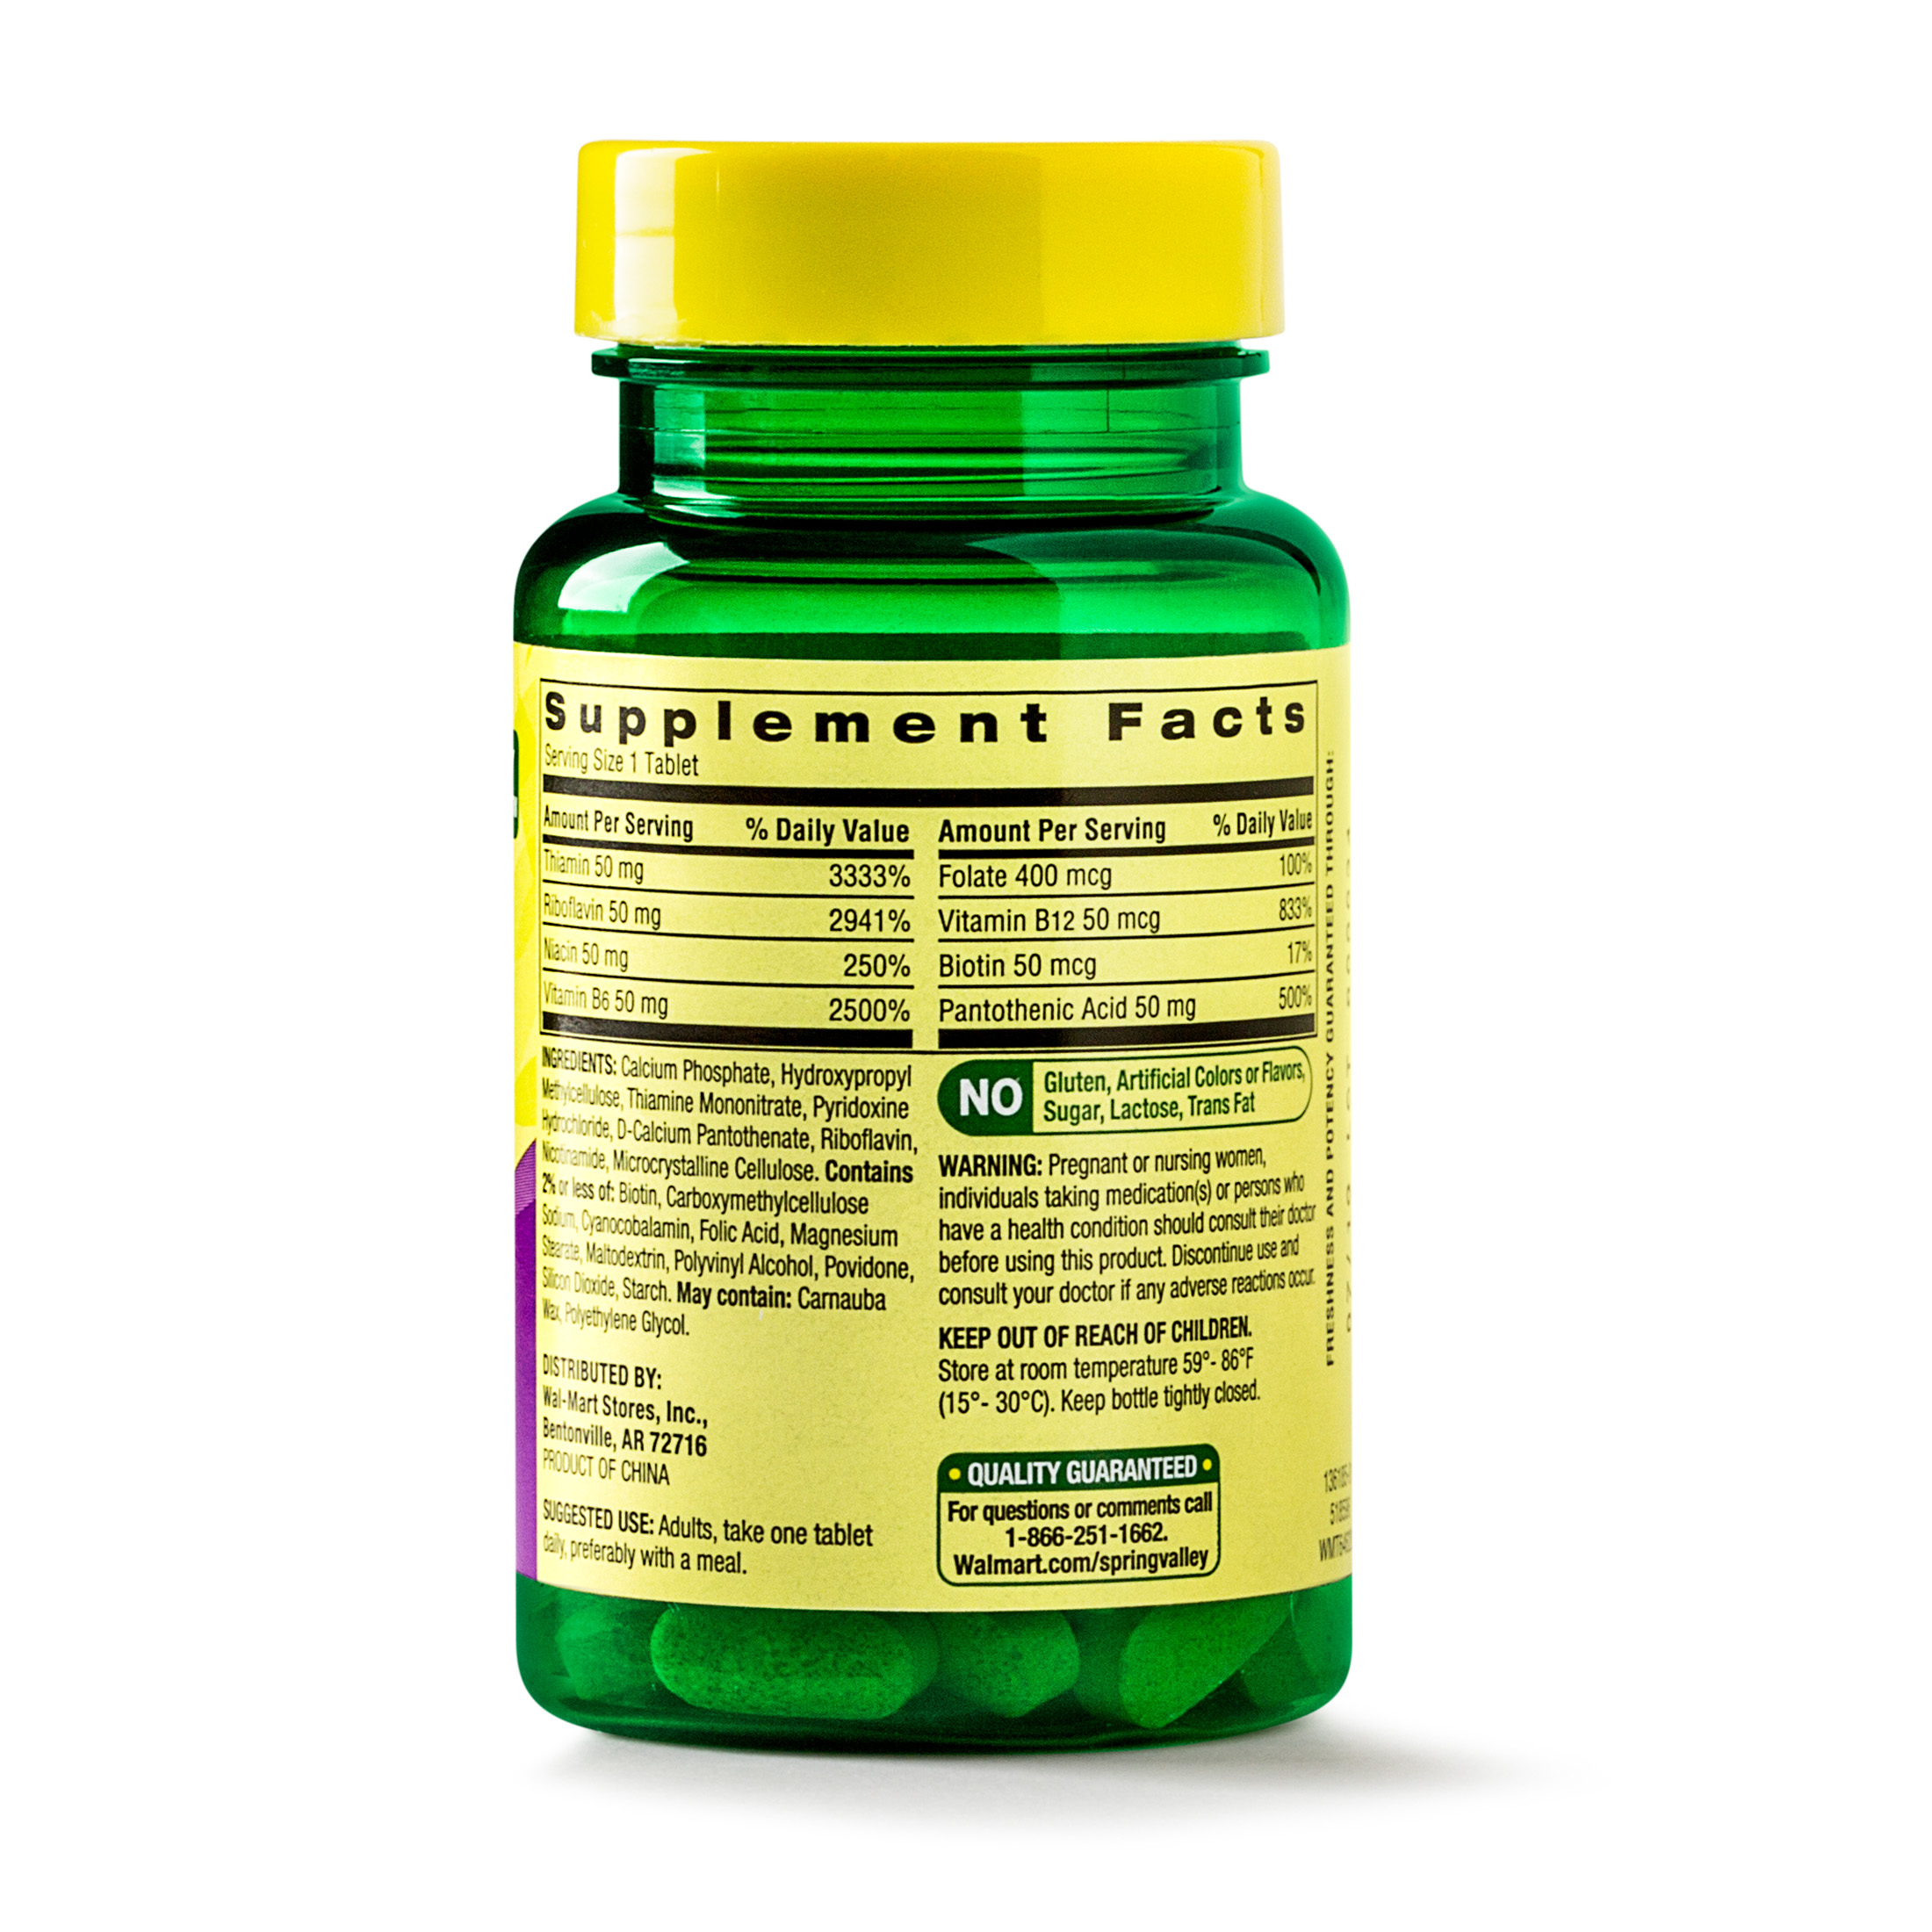 Supplement Facts
Serving Size 1 Tablet
Amount Per Serving % Daily Value
Thiamin 50 mg 3333%
Riboflavin 50 mg 2941%
Niacin 50 mg 250%
Vitamin B6 50 mg 2500%
Amount Per Serving % Daily Value
Folate 400 mcg 100%
Vitamin B12 50 mcg 833%
Biotin 50 mcg 17%
Pantothenic Acid 50 mg 500%
INGREDIENTS: Calcium Phosphate, Hydroxypropyl
Methylcellulose, Thiamine Mononitrate, Pyridoxine
Hydrochloride, D-Calcium Pantothenate, Riboflavin,
Nicotinamide, Microcrystalline Cellulose. Contains
2% or less of: Biotin, Carboxymethylcellulose
Sodium, Cyanocobalamin, Folic Acid, Magnesium
Stearate, Maltodextrin, Polyvinyl Alcohol, Povidone,
Silicon Dioxide, Starch. May contain: Carnauba
Wax, Polyethylene Glycol.
DISTRIBUTED BY:
Wal-Mart Stores, Inc.,
Bentonville, AR 72716
PRODUCT OF CHINA
SUGGESTED USE: Adults, take one tablet
daily, preferably with a meal.
NO
Gluten, Artificial Colors or Flavors,
Sugar, Lactose, Trans Fat
WARNING: Pregnant or nursing women,
individuals taking medication(s) or persons who
have a health condition should consult their doctor
before using this product. Discontinue use and
consult your doctor if any adverse reactions occur.
KEEP OUT OF REACH OF CHILDREN.
Store at room temperature 59°- 86°F
(15°- 30°C). Keep bottle tightly closed.
• QUALITY GUARANTEED •
For questions or comments call
1-866-251-1662.
Walmart.com/springvalley
FRESHNESS AND POTENCY GUARANTEED THROUGH: